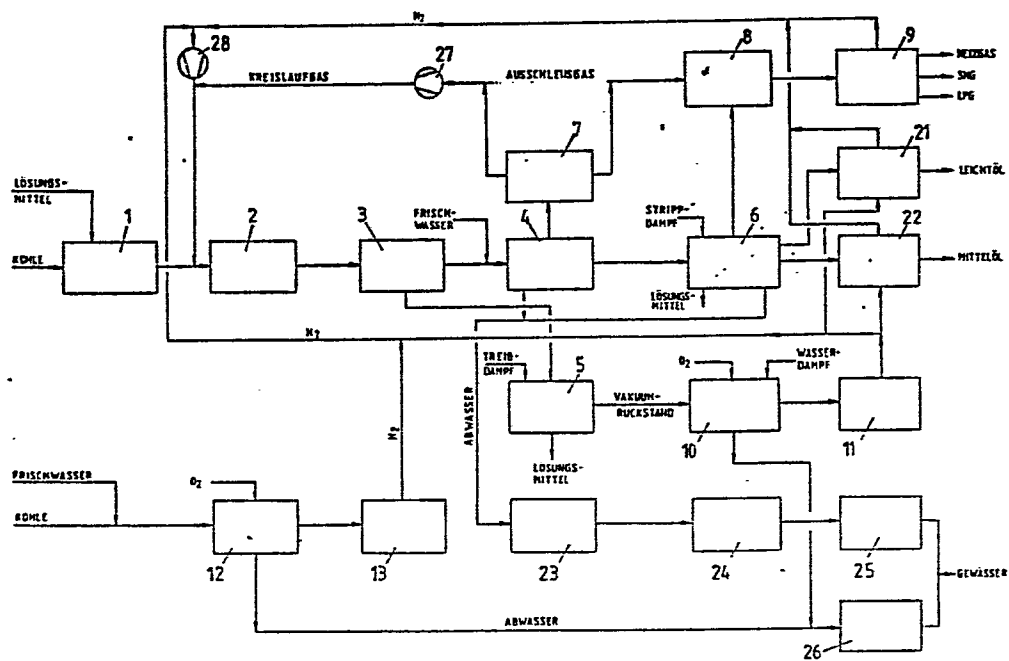 H₂
28
27
8
9
HEIZGAS
SNG
LPG
KREISLAUFGAS
AUSSCHLEUSGAS
7
21
LEICHTÖL
LÖSUNGS-
MITTEL
1
2
3
FRISCH-
WASSER
4
STRIPP-
DAMPF
6
22
KOHLE
MITTELÖL
LÖSUNGS-
MITTEL
H₂
TREIB-
DAMPF
5
O₂
WASSER-
DAMPF
ABWASSER
VAKUUM-
RÜCKSTAND
10
11
H₂
LÖSUNGS-
MITTEL
FRISCHWASSER
O₂
KOHLE
12
13
23
24
25
GEWÄSSER
ABWASSER
26